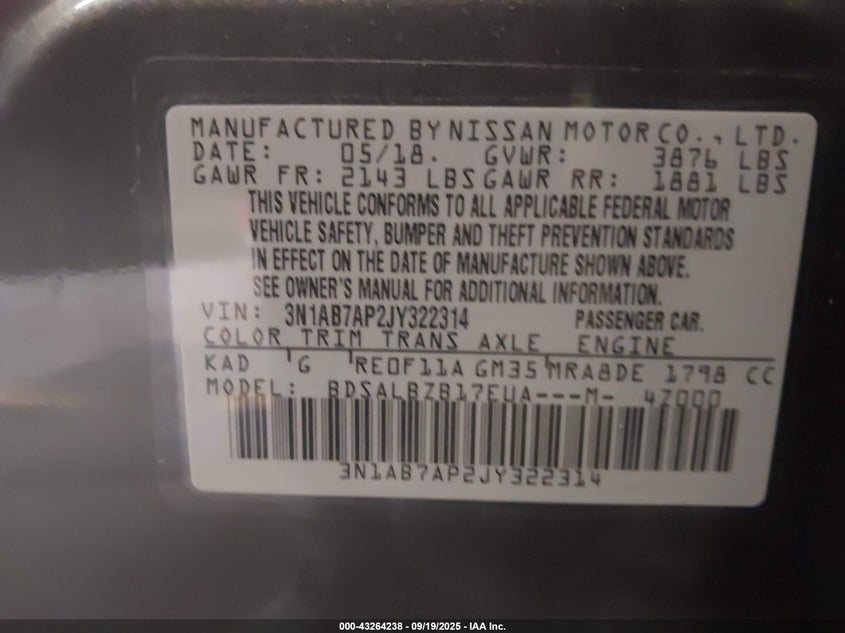 MANUFACTURED BY NISSAN MOTOR CO., LTD.
DATE: 05/18. GVWR: 3876 LBS
GAWR FR: 2143 LBS GAWR RR: 1881 LBS
THIS VEHICLE CONFORMS TO ALL APPLICABLE FEDERAL MOTOR
VEHICLE SAFETY, BUMPER AND THEFT PREVENTION STANDARDS
IN EFFECT ON THE DATE OF MANUFACTURE SHOWN ABOVE.
SEE OWNER'S MANUAL FOR ADDITIONAL INFORMATION.
VIN: 3N1AB7AP2JY322314 PASSENGER CAR.
COLOR TRIM TRANS AXLE ENGINE
KAD G RE0F11A GM35 MRA8DE 1798 CC
MODEL: BDSALBZB17EUA---M- 47000
3N1AB7AP2JY322314
000-43264238 - 09/19/2025 - IAA Inc.